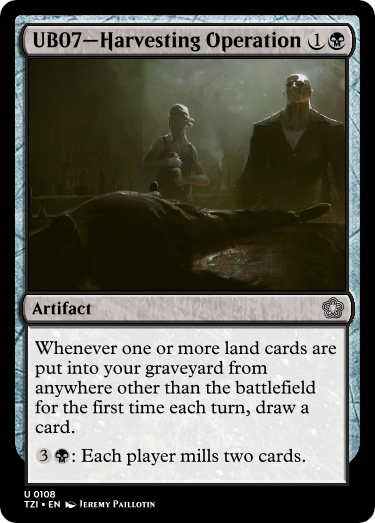 UB07—Harvesting Operation 1
Artifact
Whenever one or more land cards are
put into your graveyard from
anywhere other than the battlefield
for the first time each turn, draw a
card.
3 : Each player mills two cards.
U 0108
TZI • EN Jeremy Paillotin